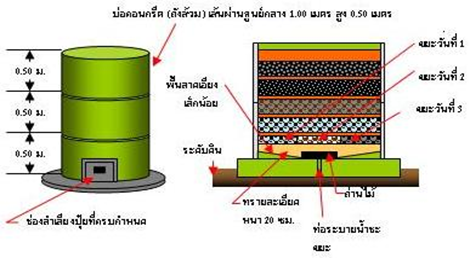 บ่อคอนกรีต (ถังส้วม) เส้นผ่านศูนย์กลาง 1.00 เมตร สูง 0.50 เมตร
0.50 ม.
0.50 ม.
0.50 ม.
ช่องลำเลียงปุ๋ยที่ครบกำหนด
ขยะวันที่ 1
ขยะวันที่ 2
ขยะวันที่ 3
พื้นลาดเอียง
เล็กน้อย
ระดับดิน
ทรายละเอียด
หนา 20 ซม.
ถ่านไม้
ท่อระบายน้ำชะ
ขยะ